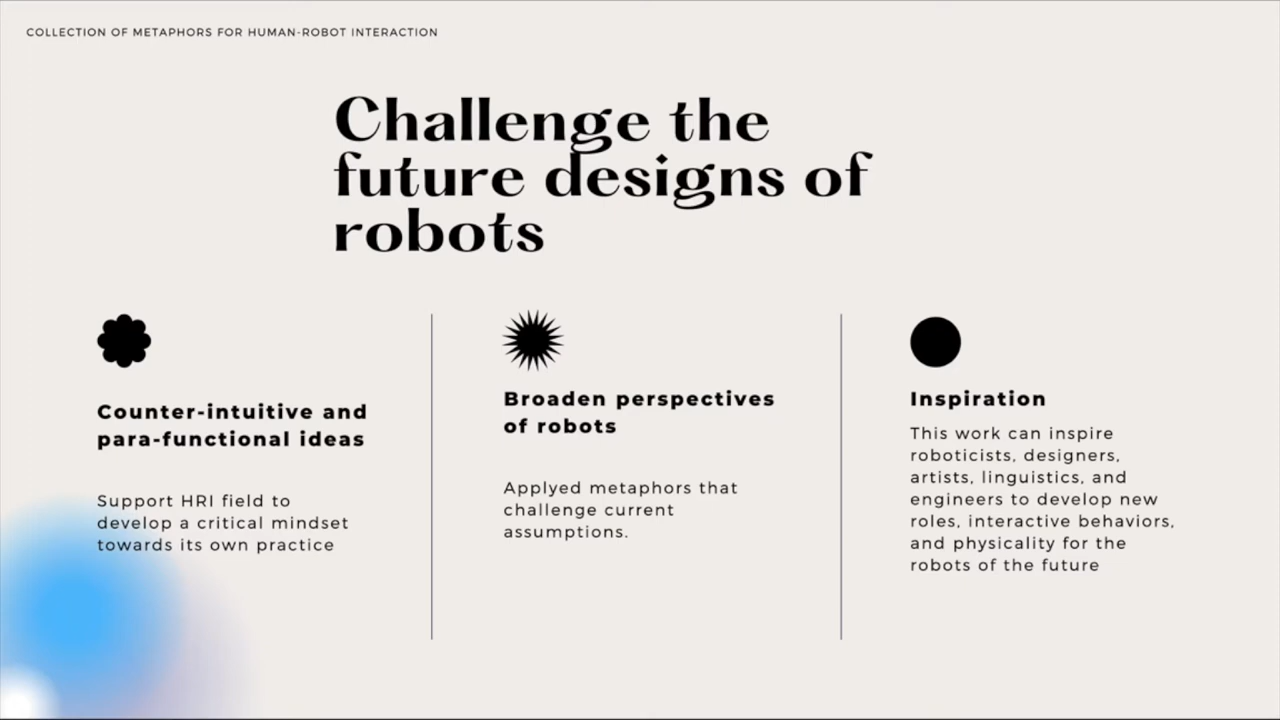 COLLECTION OF METAPHORS FOR HUMAN-ROBOT INTERACTION
Challenge the
future designs of
robots
Counter-intuitive and
para-functional ideas
Support HRI field to
develop a critical mindset
towards its own practice
Broaden perspectives
of robots
Applyed metaphors that
challenge current
assumptions.
Inspiration
This work can inspire
roboticists, designers,
artists, linguistics, and
engineers to develop new
roles, interactive behaviors,
and physicality for the
robots of the future